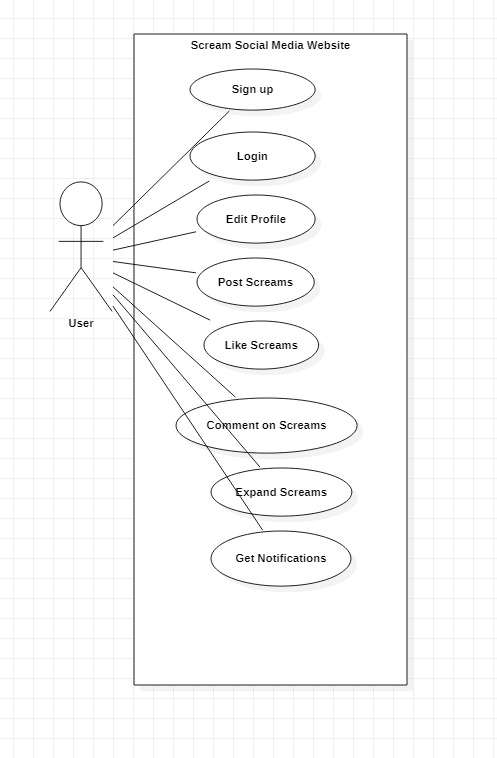 Scream Social Media Website
Sign up
Login
Edit Profile
Post Screams
User
Like Screams
Comment on Screams
Expand Screams
Get Notifications